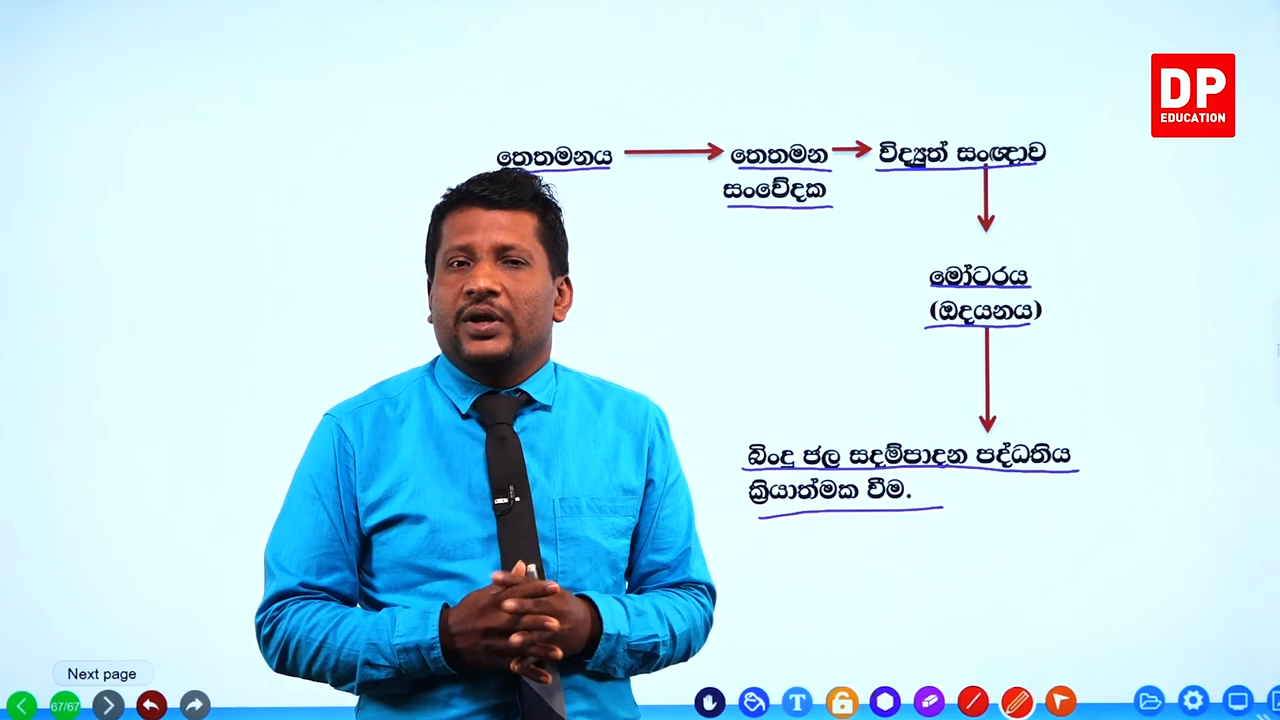 DP
EDUCATION
තෙතමනය
තෙතමන
සංවේදක
විද්‍යුත් සංඥාව
මෝටරය
(ඔදයනය)
බිංදු ජල සදම්පාදන පද්ධතිය
ක්‍රියාත්මක වීම.
Next page
67/67
T